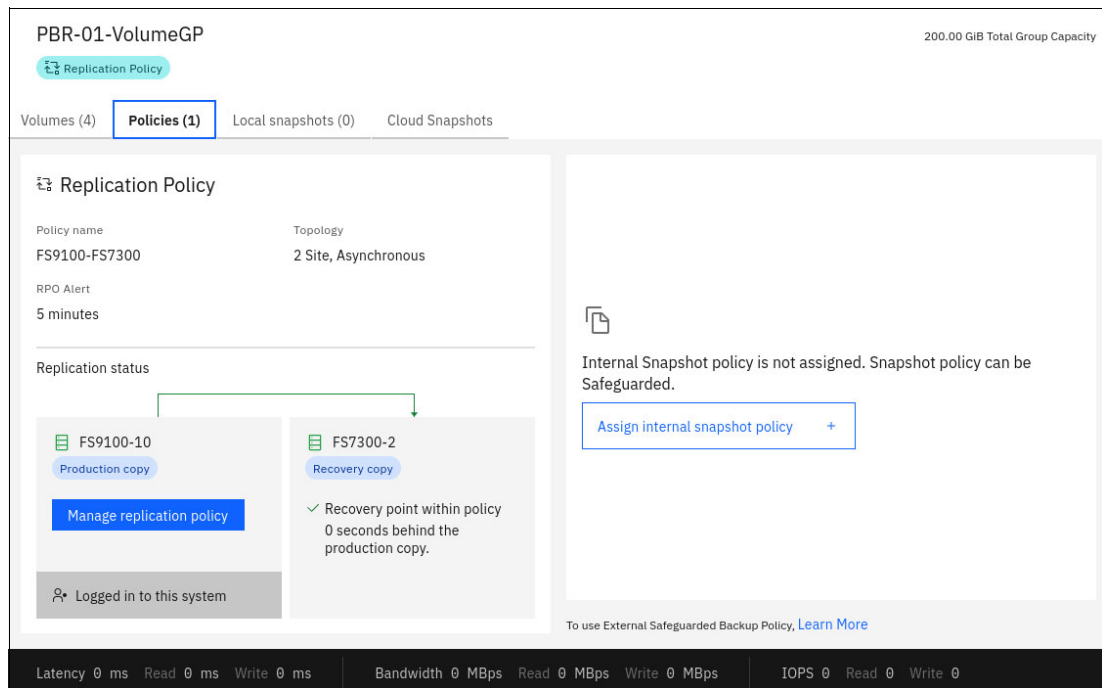 PBR-01-VolumeGP
200.00 GiB Total Group Capacity
Replication Policy
Volumes (4) Policies (1) Local snapshots (0) Cloud Snapshots
Replication Policy
Policy name Topology
FS9100-FS7300 2 Site, Asynchronous
RPO Alert
5 minutes
Replication status
FS9100-10
Production copy
Manage replication policy
Logged in to this system
FS7300-2
Recovery copy
Recovery point within policy
0 seconds behind the
production copy.
Internal Snapshot policy is not assigned. Snapshot policy can be
Safeguarded.
Assign internal snapshot policy +
To use External Safeguarded Backup Policy, Learn More
Latency 0 ms Read 0 ms Write 0 ms Bandwidth 0 MBps Read 0 MBps Write 0 MBps IOPS 0 Read 0 Write 0